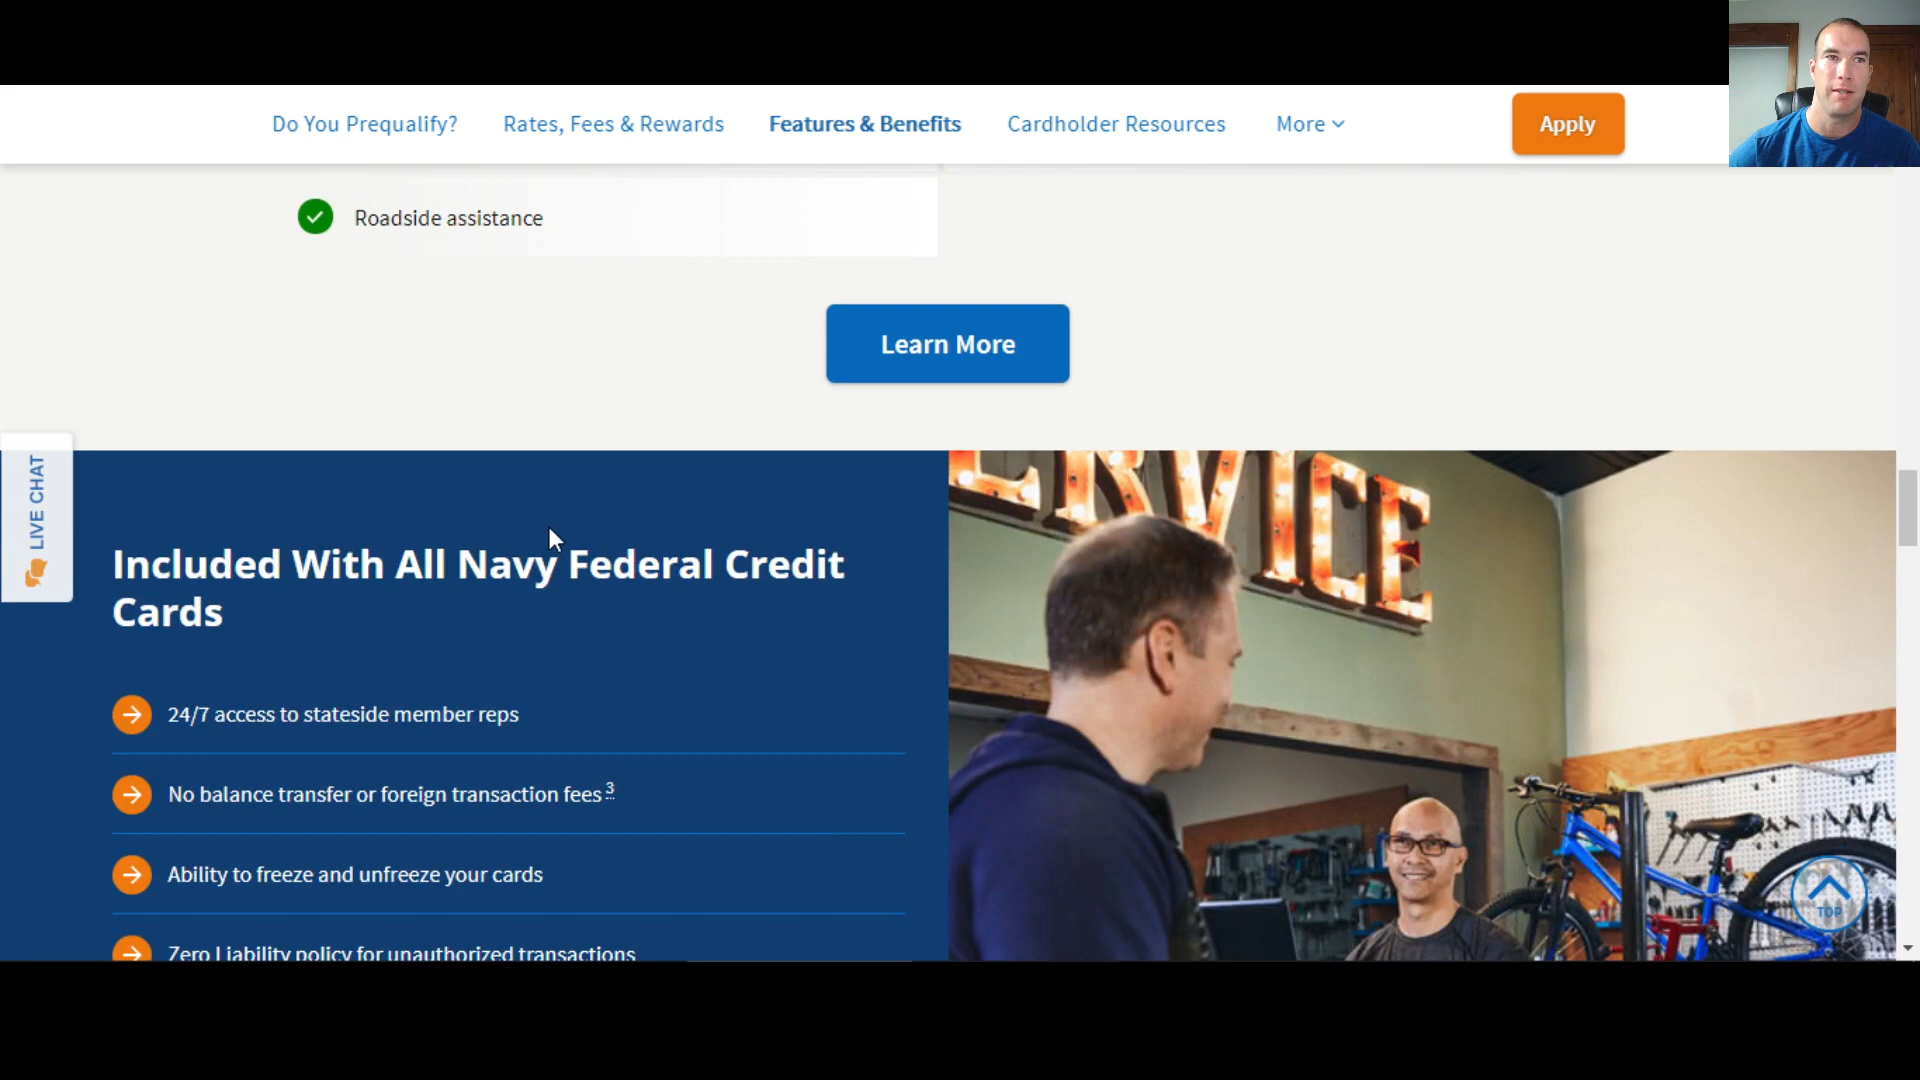 Do You Prequalify? Rates, Fees & Rewards Features & Benefits Cardholder Resources More Apply
Roadside assistance
Learn More
LIVE CHAT
ERVICE
Included With All Navy Federal Credit
Cards
24/7 access to stateside member reps
No balance transfer or foreign transaction fees 3
Ability to freeze and unfreeze your cards
Zero Liability policy for unauthorized transactions
TOP